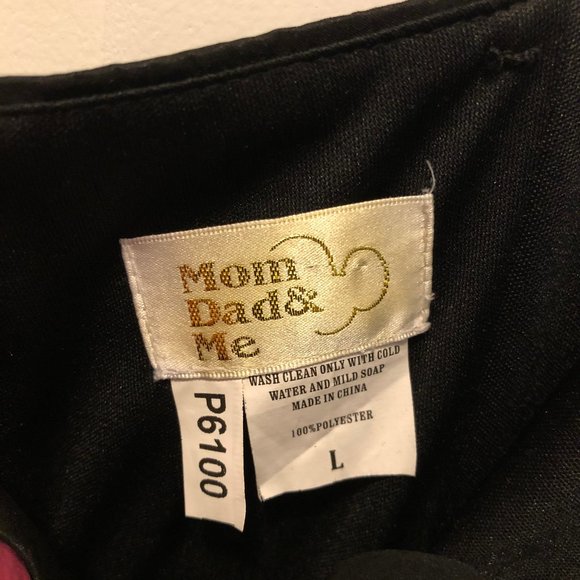 Mom
Dad&
Me
WASH CLEAN ONLY WITH COLD
WATER AND MILD SOAP
MADE IN CHINA
100%POLYESTER
L
P6100